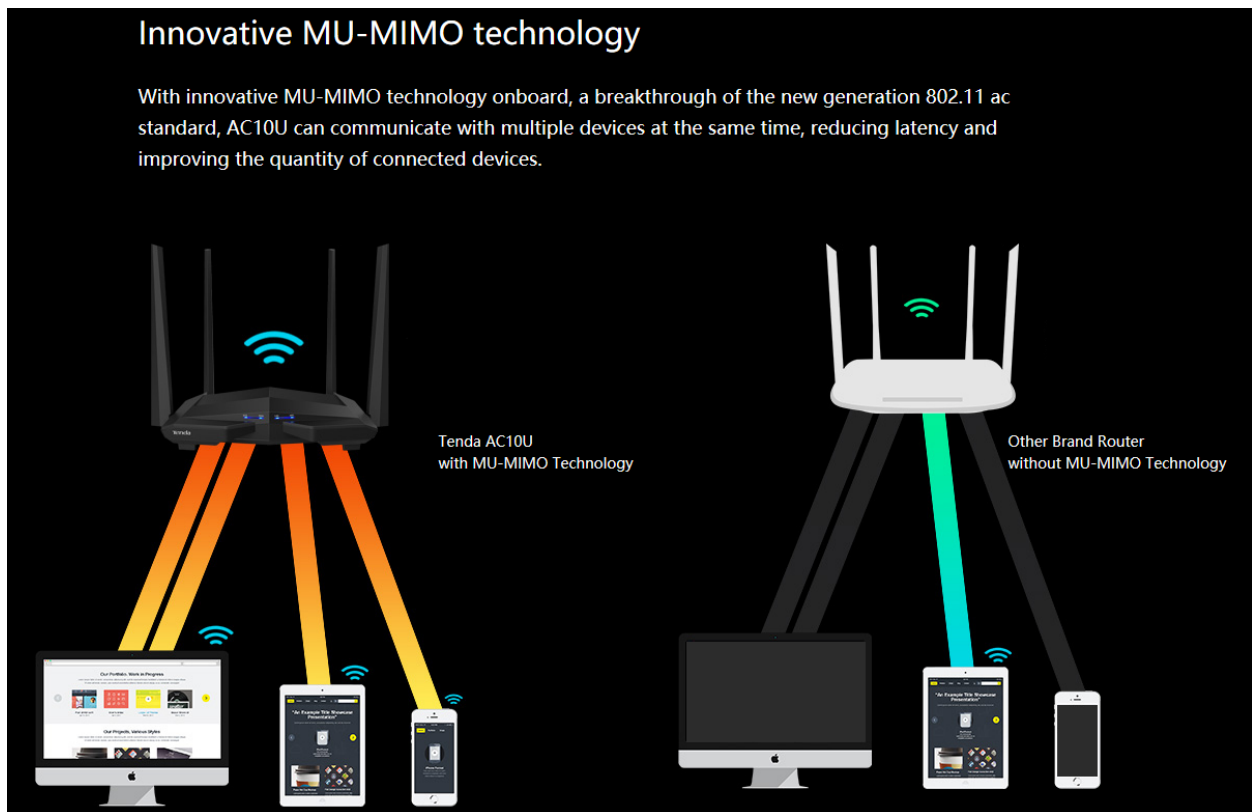 Innovative MU-MIMO technology
With innovative MU-MIMO technology onboard, a breakthrough of the new generation 802.11 ac
standard, AC10U can communicate with multiple devices at the same time, reducing latency and
improving the quantity of connected devices.
Tenda
Tenda AC10U
with MU-MIMO Technology
Other Brand Router
without MU-MIMO Technology
Our Portfolio, Work in Progress
Our Projects, Various Styles
"An Example Title Showcase
Presentation"
"An Example Title Showcase
Presentation"